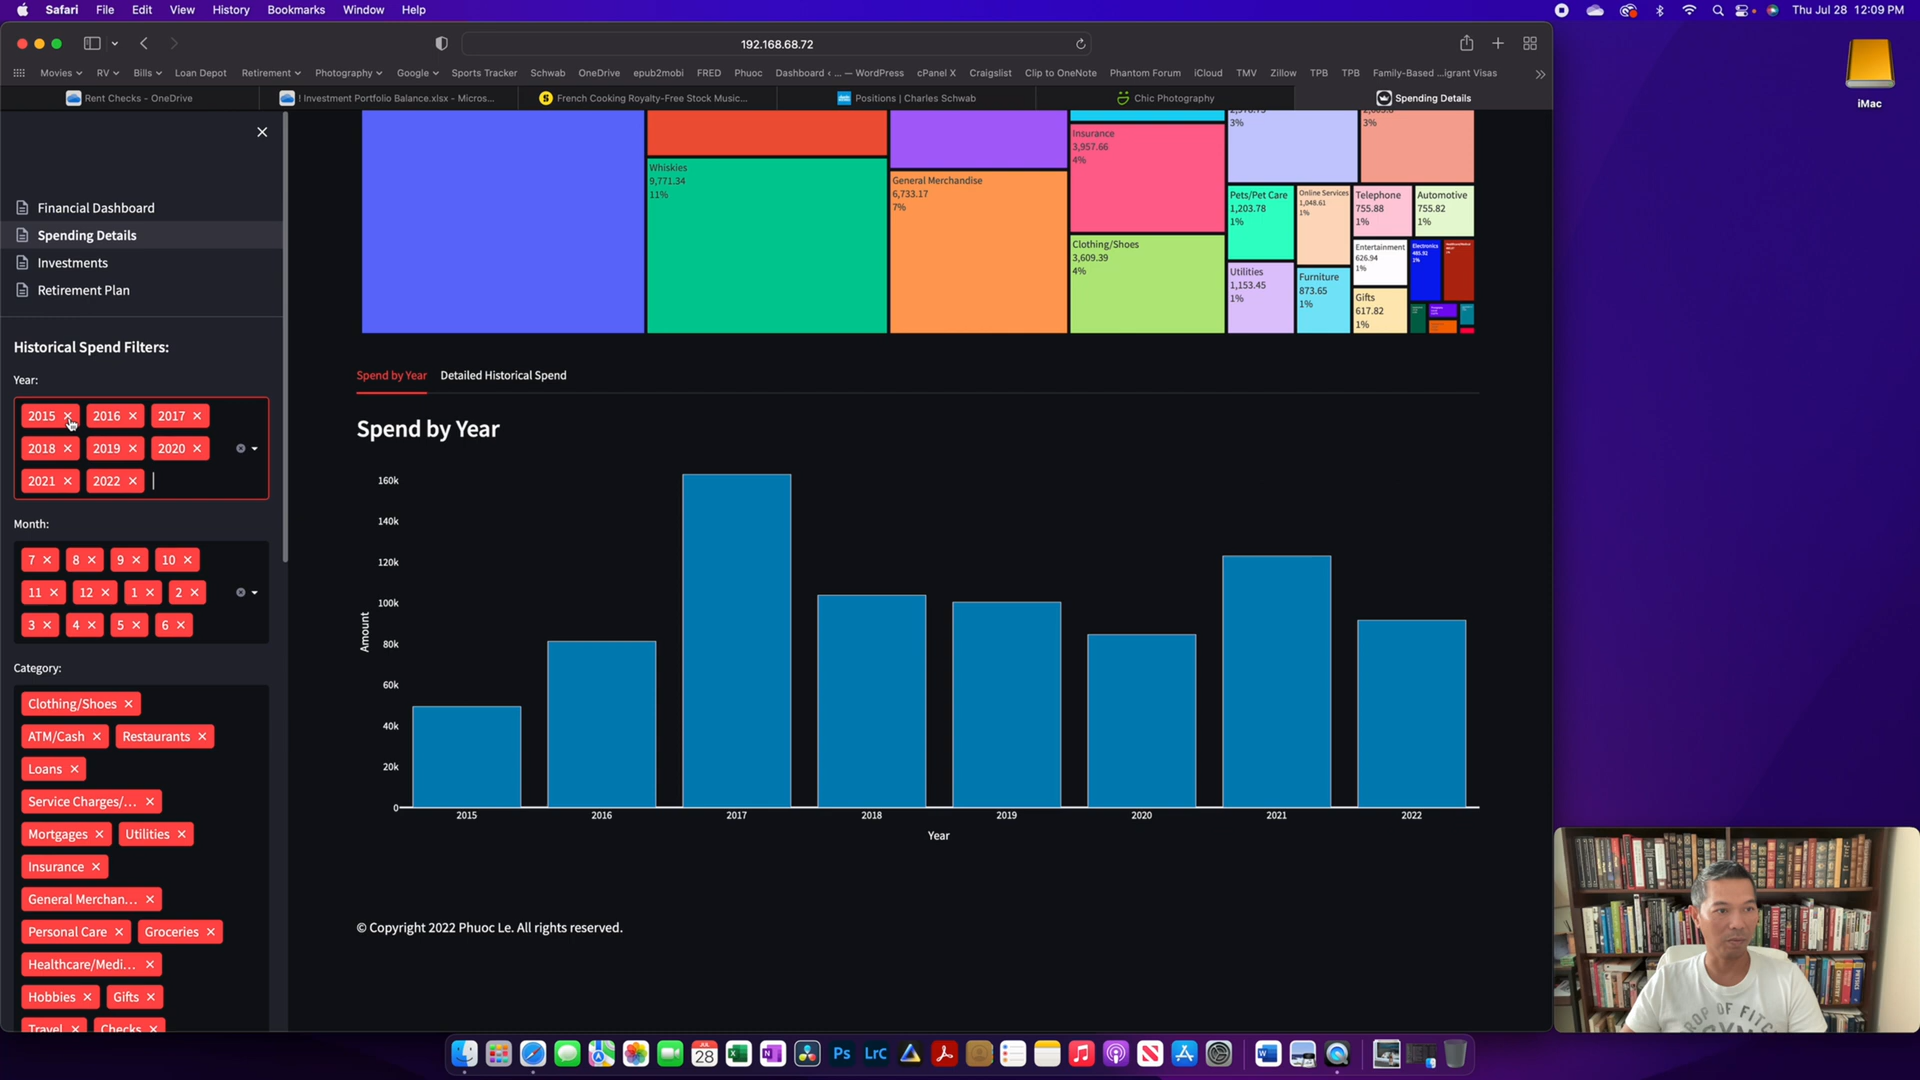 Safari File Edit View History Bookmarks Window Help
Thu Jul 28 12:09 PM
192.168.68.72
Movies RV Bills Loan Depot Retirement Photography Google Sports Tracker Schwab OneDrive epub2mobi FRED Phuoc Dashboard ‹ ... — WordPress cPanel X Craigslist Clip to OneNote Phantom Forum iCloud TMV Zillow TPB TPB Family-Based ...igrant Visas
Rent Checks - OneDrive
! Investment Portfolio Balance.xlsx - Micros...
French Cooking Royalty-Free Stock Music...
Positions | Charles Schwab
Chic Photography
Spending Details
iMac
Financial Dashboard
Spending Details
Investments
Retirement Plan
Historical Spend Filters:
Year:
2015 2016 2017
2018 2019 2020
2021 2022
Month:
7 8 9 10
11 12 1 2
3 4 5 6
Category:
Clothing/Shoes
ATM/Cash Restaurants
Loans
Service Charges/...
Mortgages Utilities
Insurance
General Merchan...
Personal Care Groceries
Healthcare/Medi...
Hobbies Gifts
Travel Checks
Whiskies
9,771.34
11%
General Merchandise
6,733.17
7%
Insurance
3,957.66
4%
Clothing/Shoes
3,609.39
4%
3%
3%
Pets/Pet Care
1,203.78
1%
Online Services
1,048.61
1%
Telephone
755.88
1%
Automotive
755.82
1%
Utilities
1,153.45
1%
Furniture
873.65
1%
Entertainment
626.94
1%
Gifts
617.82
1%
Electronics
Spend by Year Detailed Historical Spend
Spend by Year
160k
140k
120k
100k
80k
60k
40k
20k
0
Amount
2015 2016 2017 2018 2019 2020 2021 2022
Year
© Copyright 2022 Phuoc Le. All rights reserved.
JUL
28
Ps
LrC